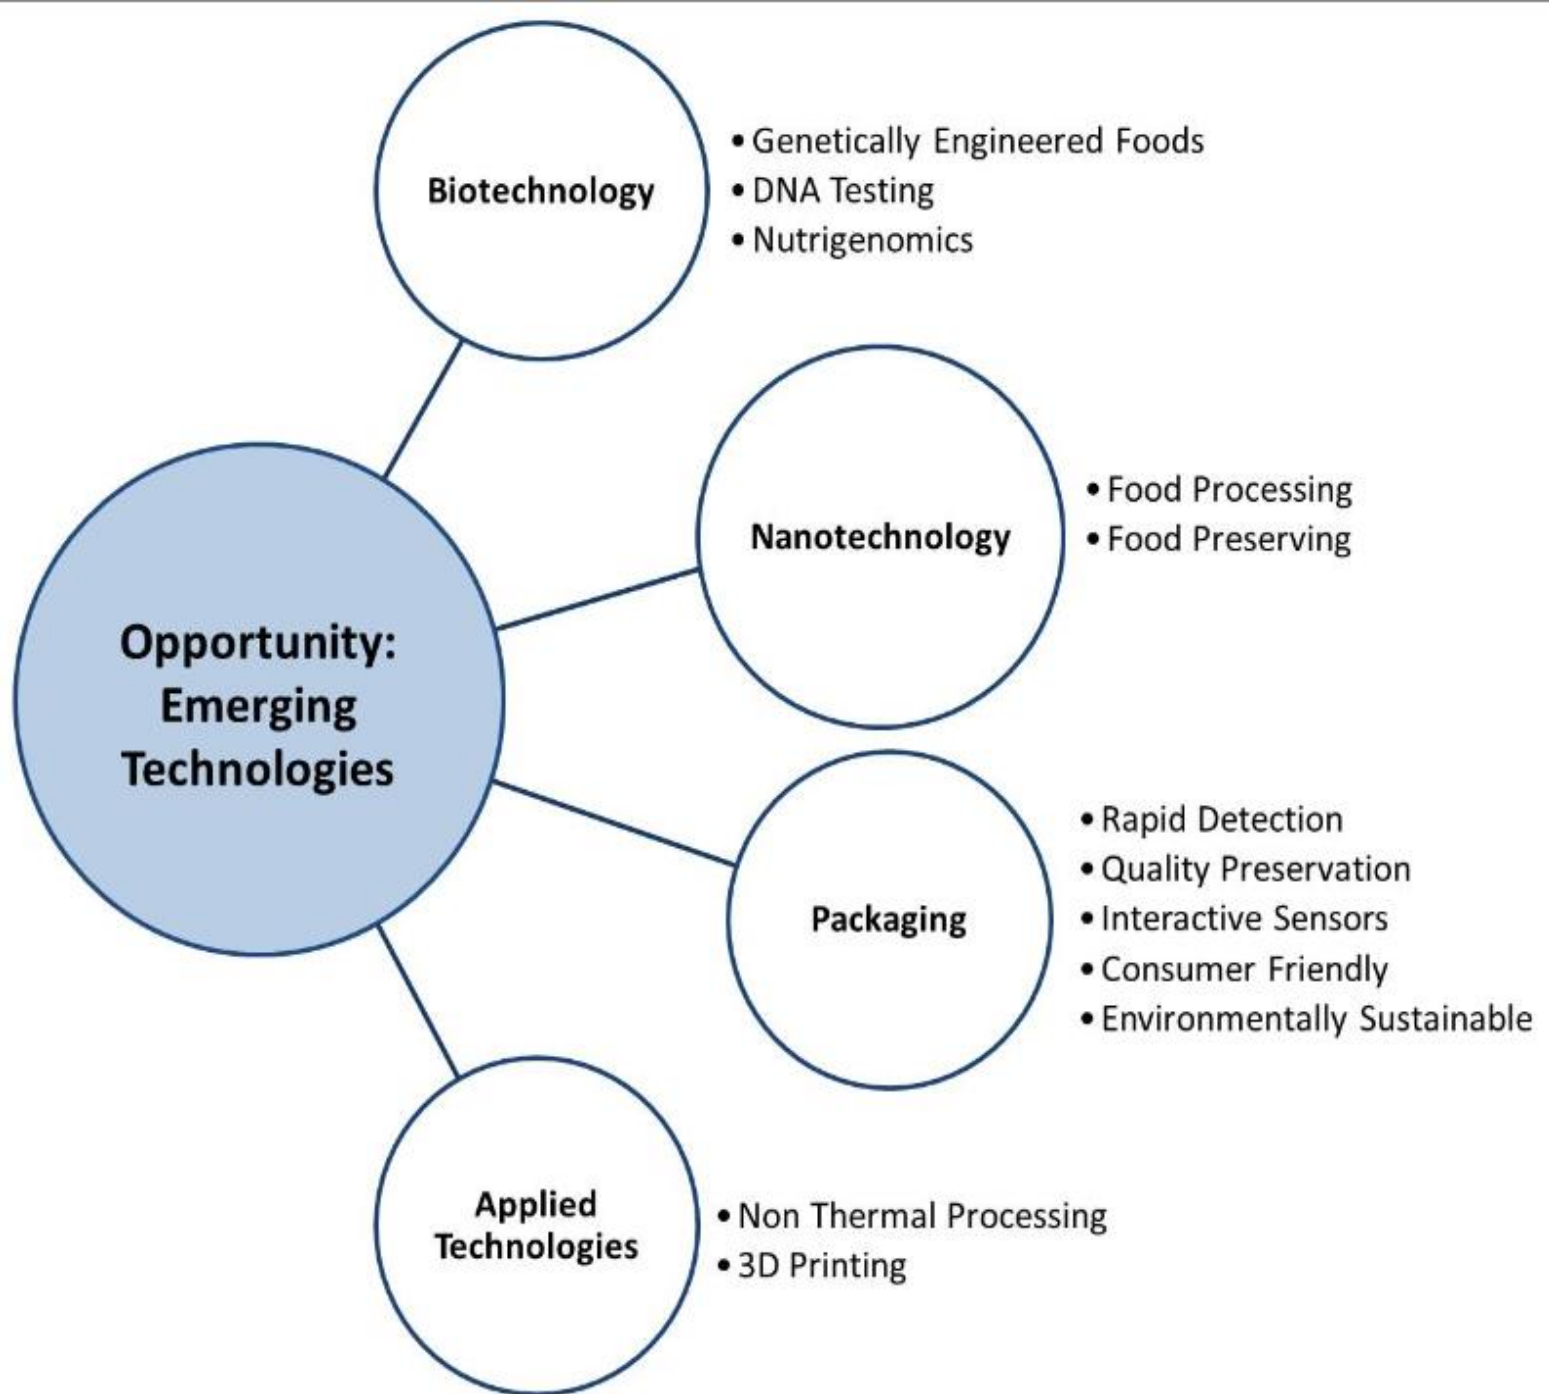 Biotechnology
• Genetically Engineered Foods
• DNA Testing
• Nutrigenomics
Nanotechnology
• Food Processing
• Food Preserving
Opportunity:
Emerging
Technologies
Packaging
• Rapid Detection
• Quality Preservation
• Interactive Sensors
• Consumer Friendly
• Environmentally Sustainable
Applied
Technologies
• Non Thermal Processing
• 3D Printing